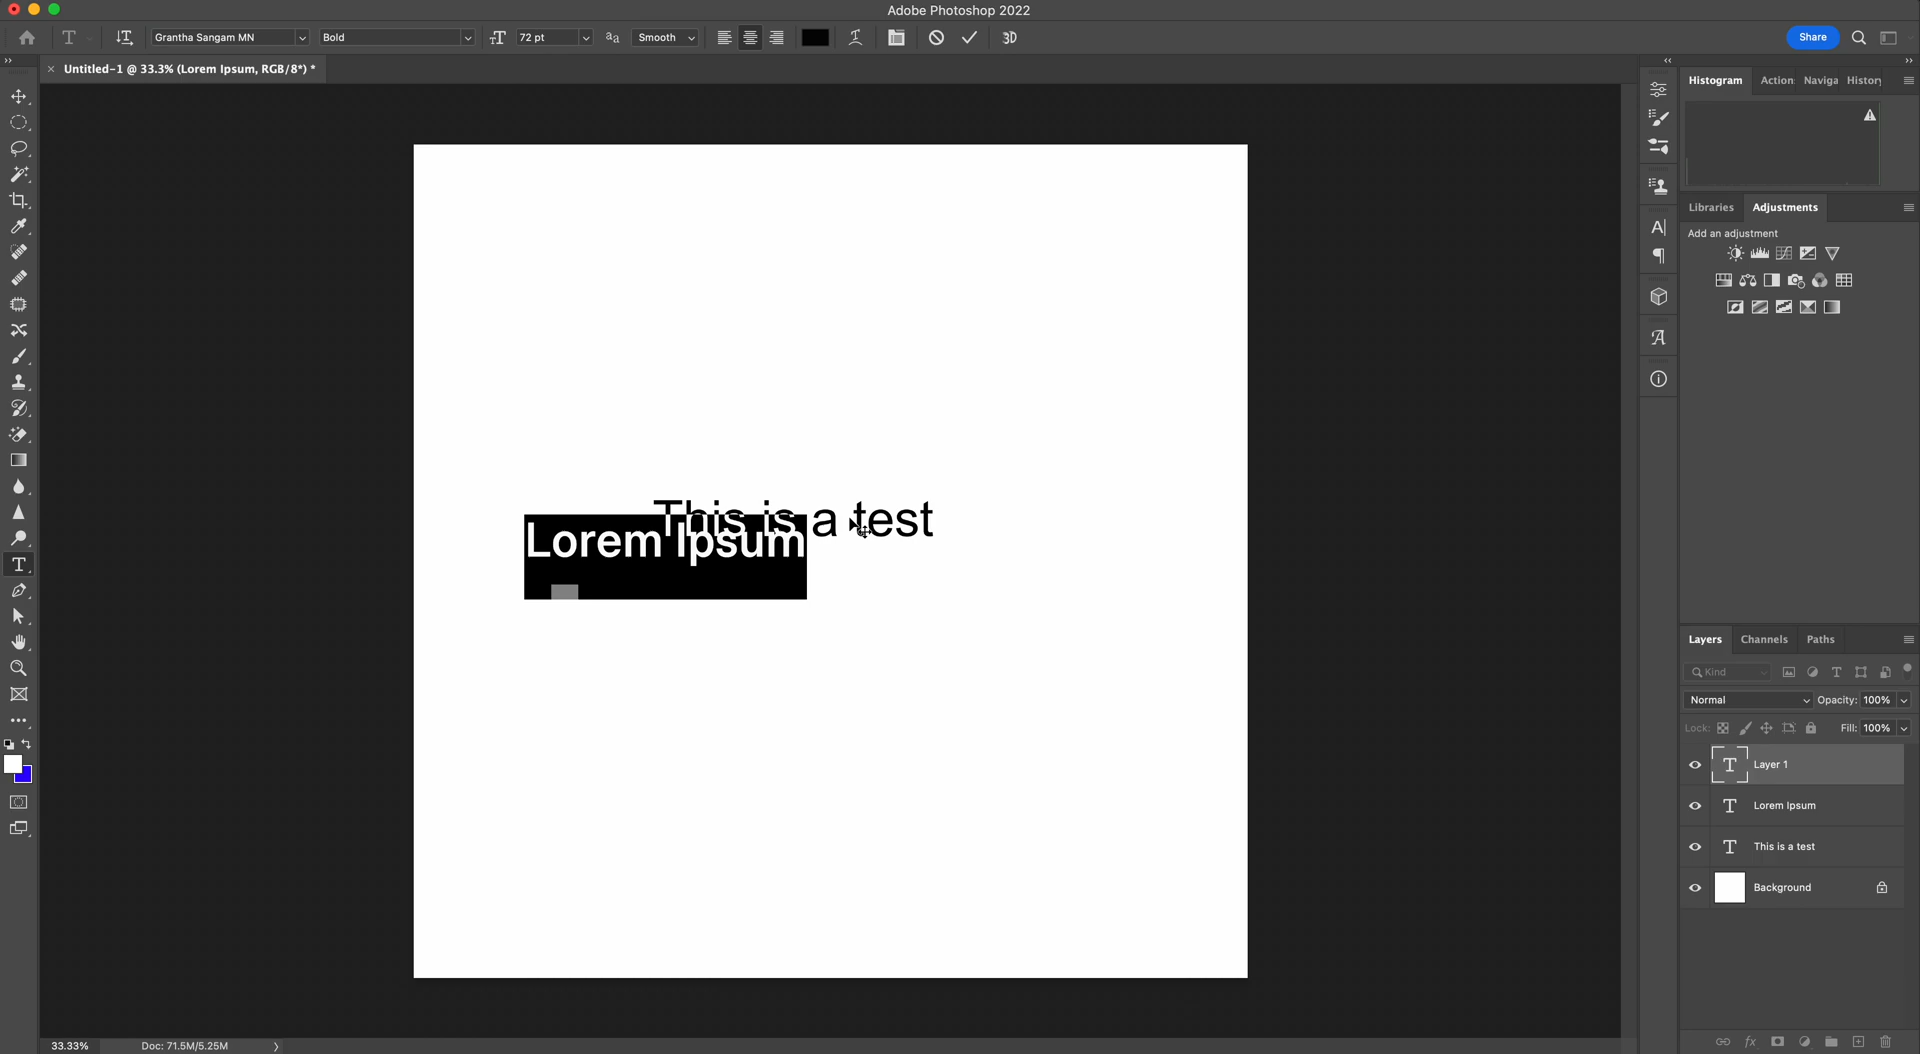 Adobe Photoshop 2022
Grantha Sangam MN
Bold
72 pt
Smooth
3D
Share
Untitled-1 @ 33.3% (Lorem Ipsum, RGB/8*) *
Histogram
Action
Naviga
History
Libraries
Adjustments
Add an adjustment
This is a test
Lorem Ipsum
Layers
Channels
Paths
Kind
Normal
Opacity: 100%
Lock:
Fill: 100%
Layer 1
Lorem Ipsum
This is a test
Background
33.33%
Doc: 71.5M/5.25M